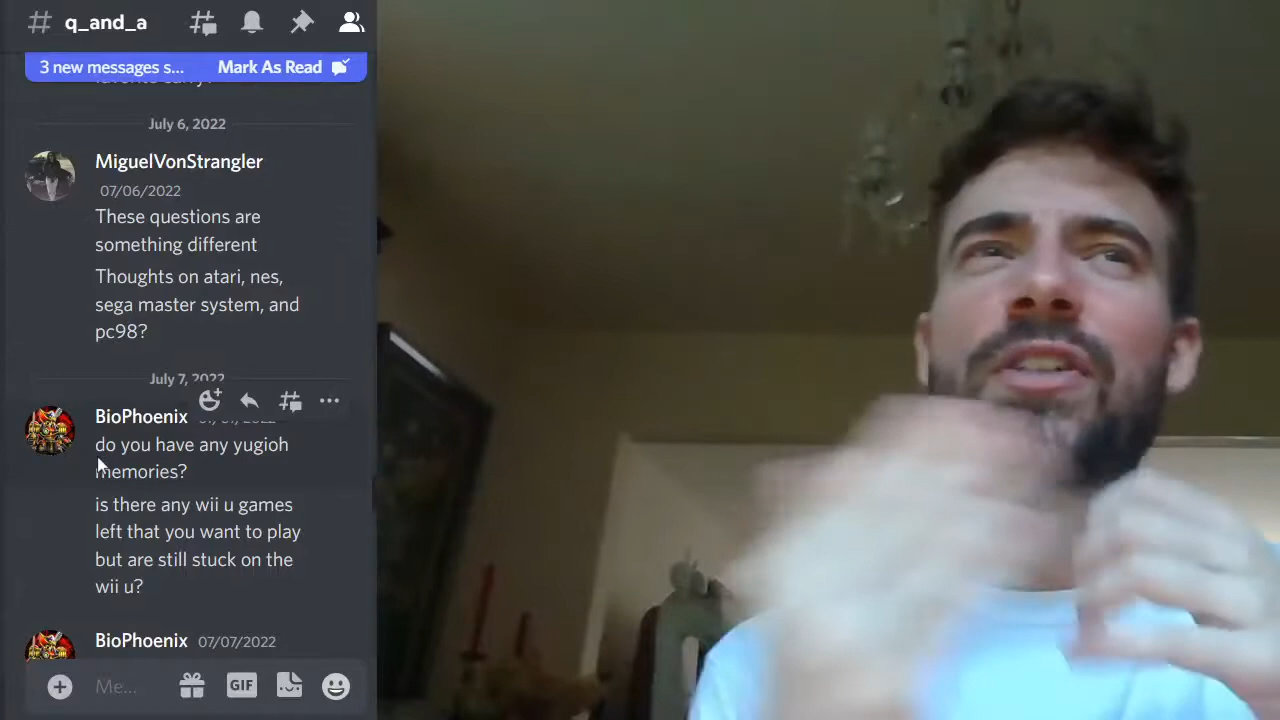 q_and_a
3 new messages s... Mark As Read
July 6, 2022
MiguelVonStrangler
07/06/2022
These questions are
something different
Thoughts on atari, nes,
sega master system, and
pc98?
July 7, 2022
BioPhoenix
do you have any yugioh
memories?
is there any wii u games
left that you want to play
but are still stuck on the
wii u?
BioPhoenix 07/07/2022
Me...
GIF